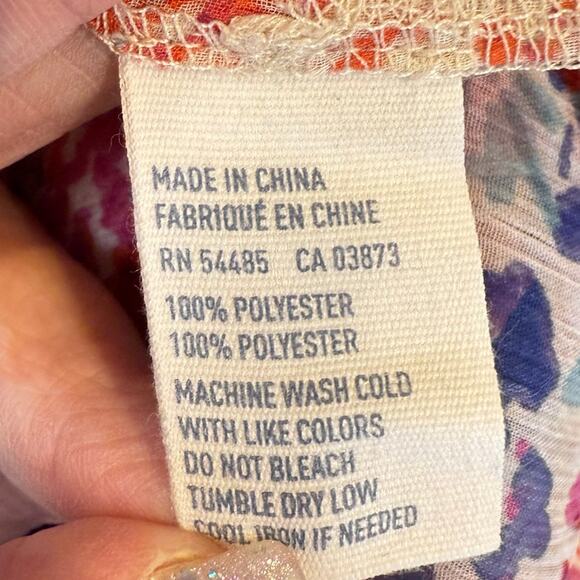 MADE IN CHINA
FABRIQUÉ EN CHINE
RN 54485 CA 03873
100% POLYESTER
100% POLYESTER
MACHINE WASH COLD
WITH LIKE COLORS
DO NOT BLEACH
TUMBLE DRY LOW
COOL IRON IF NEEDED